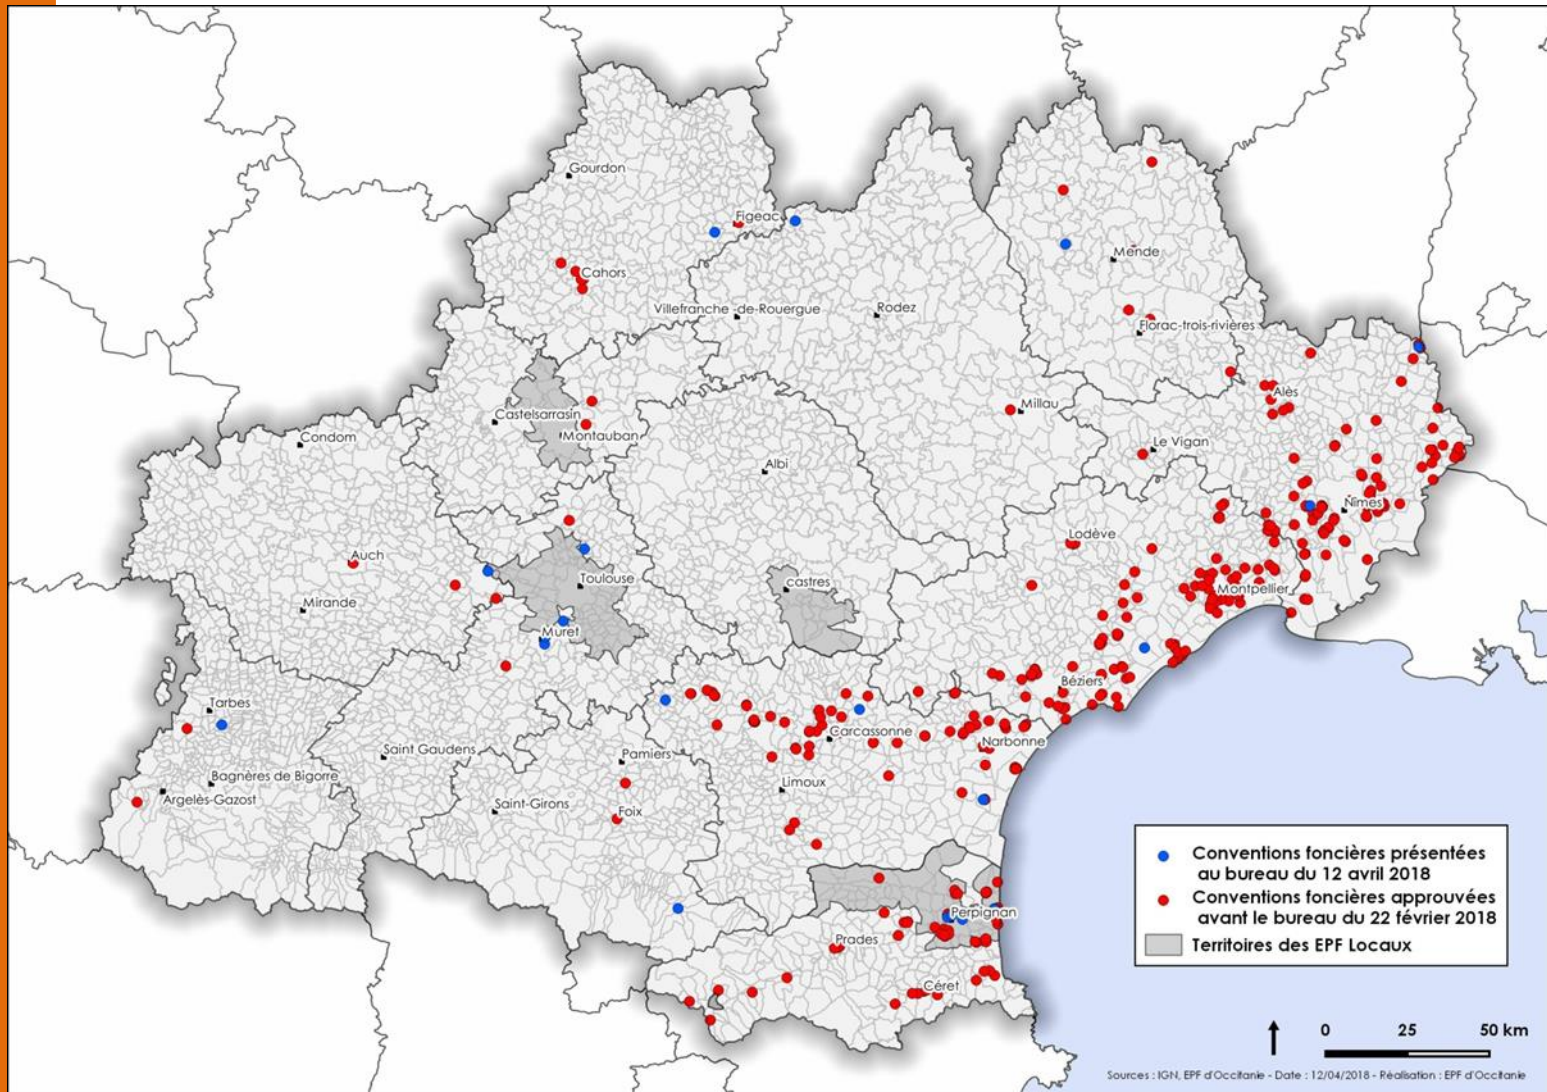 Gourdon
Figeac
Cahors
Mende
Villefranche -de-Rouergue
Rodez
Florac-trois-rivières
Alès
Castelsarrasin
Millau
Condom
Montauban
Le Vigan
Albi
Nîmes
Lodève
Auch
Toulouse
castres
Montpellier
Mirande
Muret
Béziers
Tarbes
Carcassonne
Narbonne
Saint Gaudens
Pamiers
Bagnères de Bigorre
Limoux
Argelès-Gazost
Saint-Girons
Foix
Perpignan
Prades
Céret
Conventions foncières présentées
au bureau du 12 avril 2018
Conventions foncières approuvées
avant le bureau du 22 février 2018
Territoires des EPF Locaux
0 25 50 km
Sources : IGN, EPF d'Occitanie - Date : 12/04/2018 - Réalisation : EPF d'Occitanie